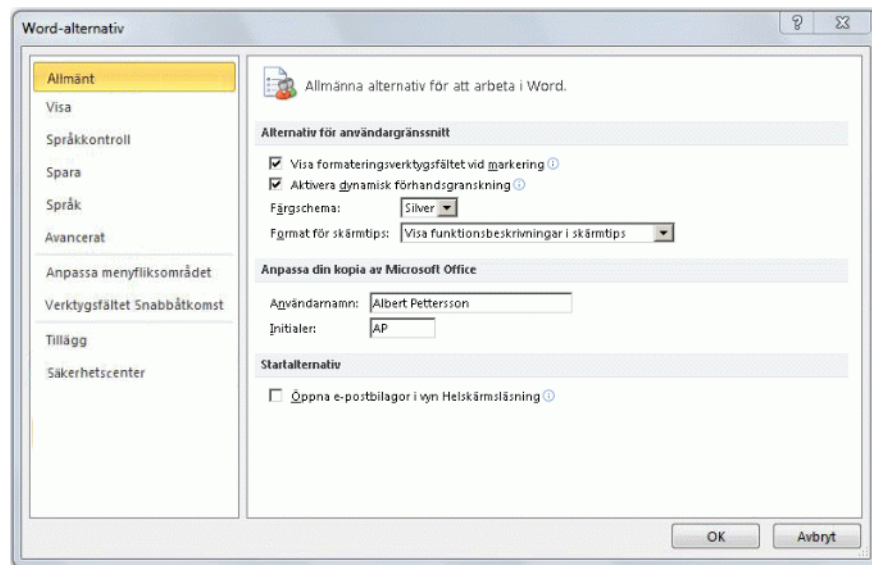 Word-alternativ
Allmänt
Visa
Språkkontroll
Spara
Språk
Avancerat
Anpassa menyfliksområdet
Verktygsfältet Snabbåtkomst
Tillägg
Säkerhetscenter
Allmänna alternativ för att arbeta i Word.
Alternativ för användargränssnitt
Visa formateringsverktygsfältet vid markering
Aktivera dynamisk förhandsgranskning
Färgschema: Silver
Format för skärmtips: Visa funktionsbeskrivningar i skärmtips
Anpassa din kopia av Microsoft Office
Användarnamn: Albert Pettersson
Initialer: AP
Startalternativ
Öppna e-postbilagor i vyn Helskärmsläsning
OK Avbryt